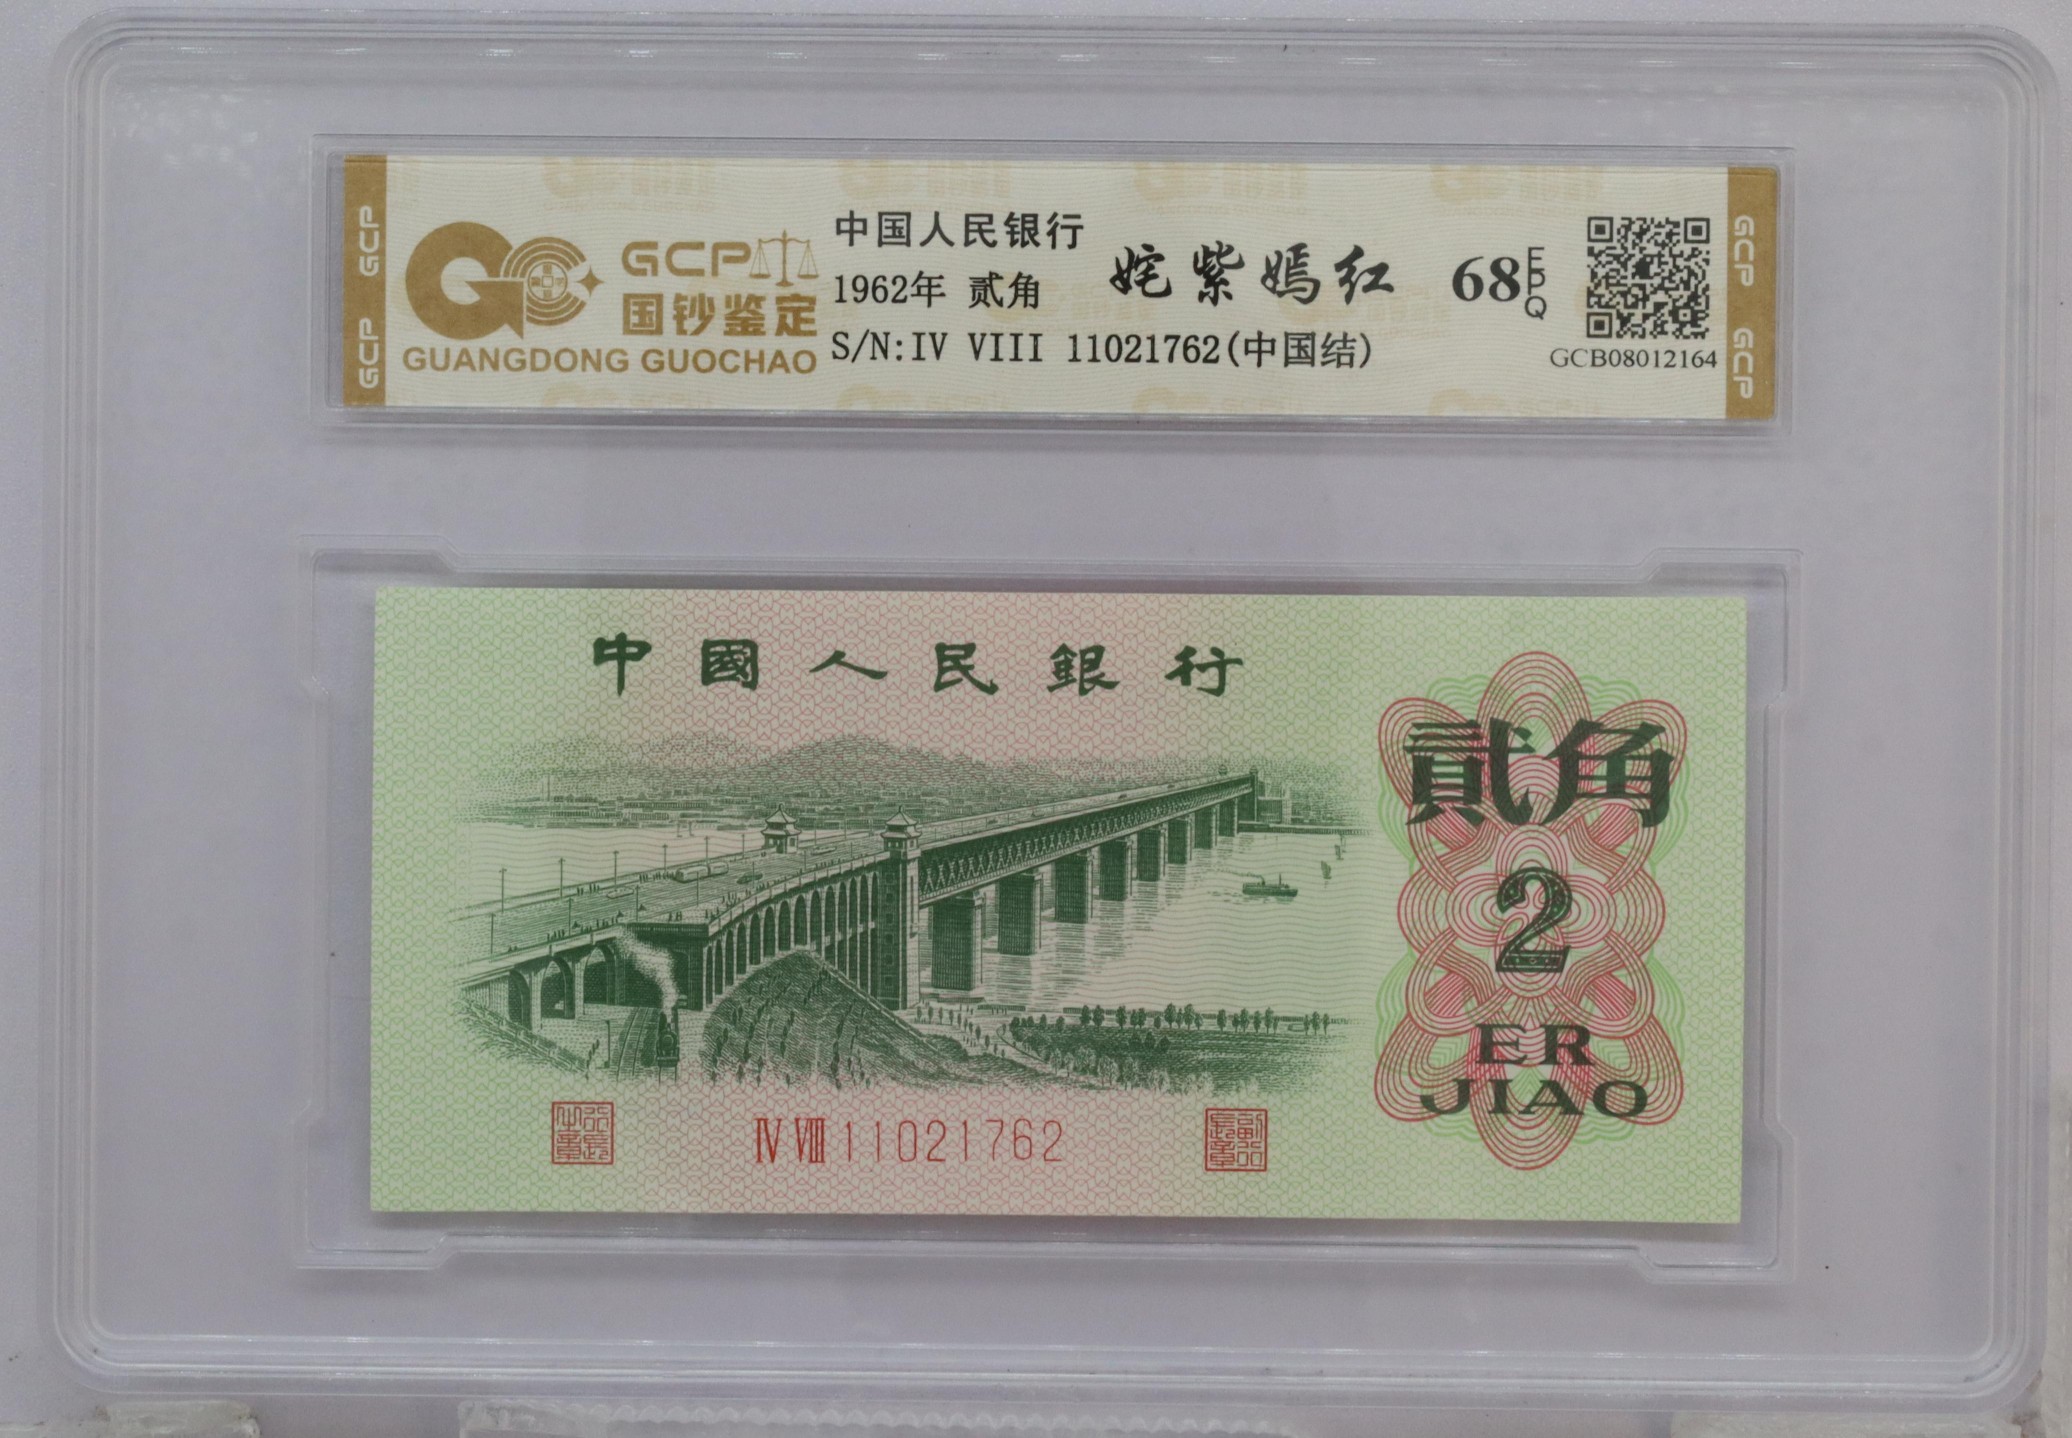 GCP
GCP
GC
GCP
国钞鉴定
GUANGDONG GUOCHAO
中国人民银行
1962年 贰角
S/N:IV VIII 11021762(中国结)
姹紫嫣红
68
EPQ
GCB08012164
GCP
GCP
中國人民銀行
貳角
2
ER
JIAO
Ⅳ Ⅷ 11021762